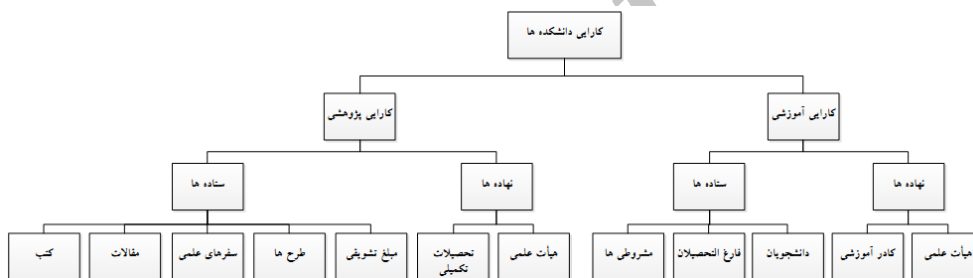 کارایی دانشکده ها
کارایی آموزشی
کارایی پژوهشی
نهاده ها
ستاده ها
نهاده ها
ستاده ها
هیأت علمی
کادر آموزشی
دانشجویان
فارغ التحصیلان
مشروطی ها
هیأت علمی
تحصیلات
تکمیلی
مبلغ تشویقی
طرح ها
سفرهای علمی
مقالات
کتب